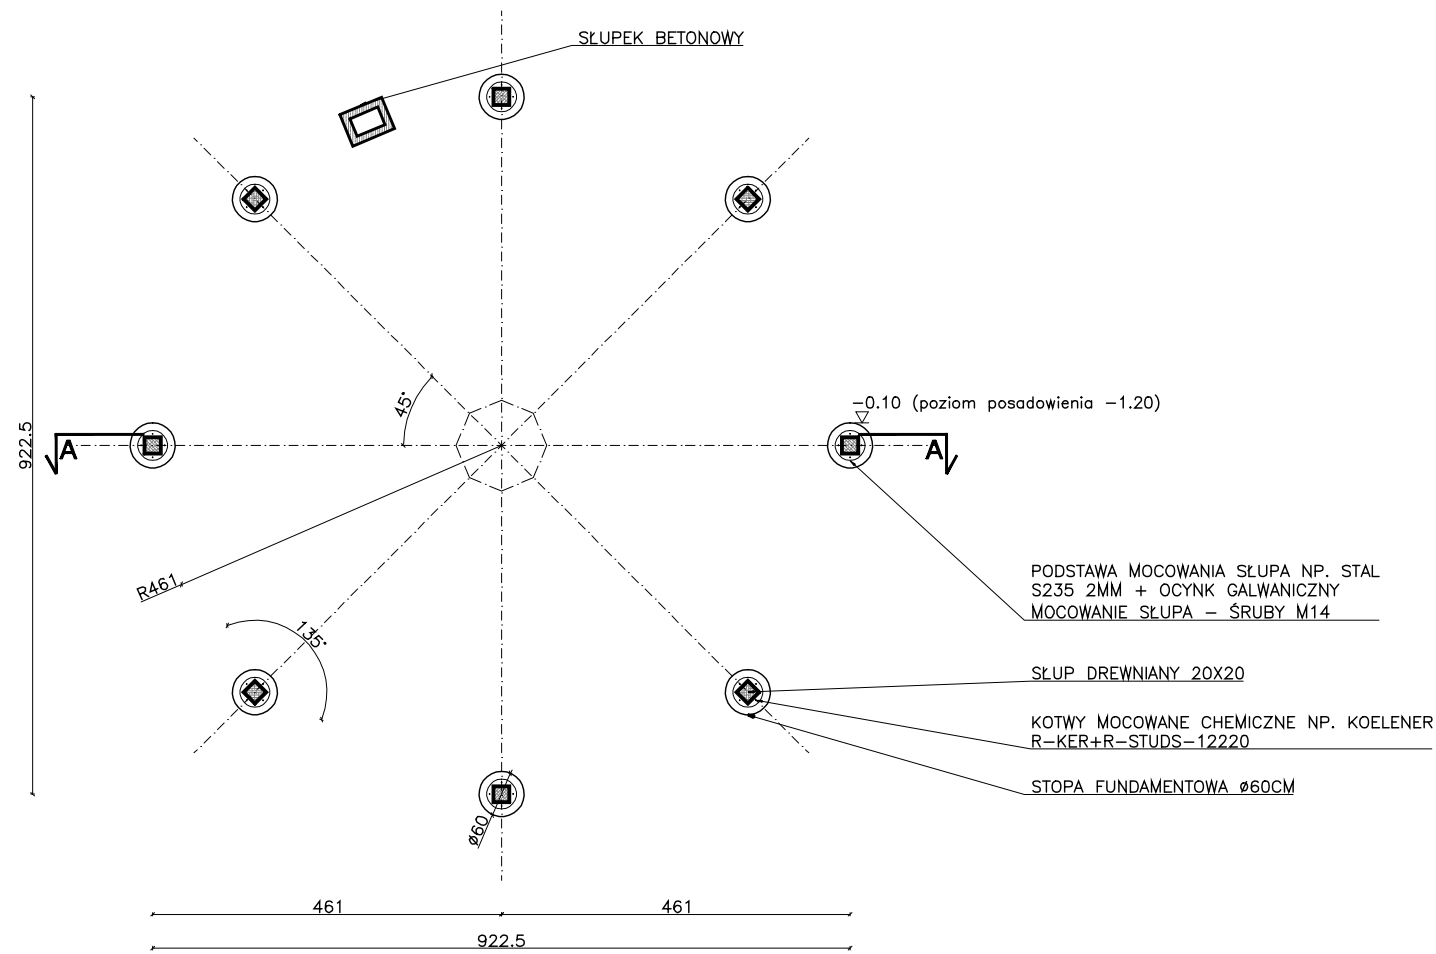 SŁUPEK BETONOWY
45°
-0.10 (poziom posadowienia -1.20)
922.5
A
A
R461
135°
PODSTAWA MOCOWANIA SŁUPA NP. STAL
S235 2MM + OCYNK GALWANICZNY
MOCOWANIE SŁUPA - ŚRUBY M14
SŁUP DREWNIANY 20X20
KOTWY MOCOWANE CHEMICZNE NP. KOELENER
R-KER+R-STUDS-12220
STOPA FUNDAMENTOWA ø60CM
ø60
461
461
922.5